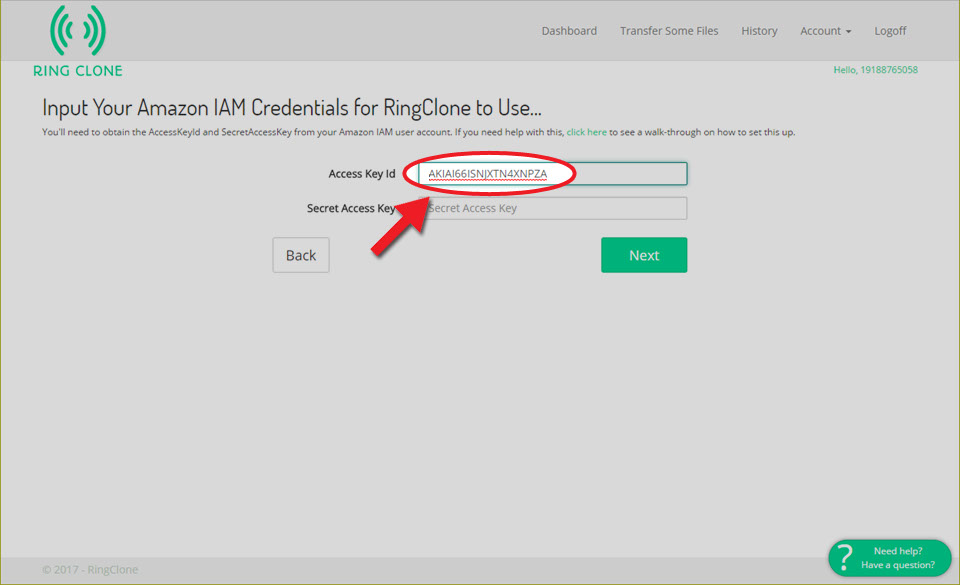 Dashboard Transfer Some Files History Account Logoff
RING CLONE
Hello, 19188765058
Input Your Amazon IAM Credentials for RingClone to Use...
You'll need to obtain the AccessKeyId and SecretAccessKey from your Amazon IAM user account. If you need help with this, click here to see a walk-through on how to set this up.
Access Key Id AKIAI66ISNJXTN4XNPZA
Secret Access Key Secret Access Key
Back Next
Need help?
Have a question?
© 2017 - RingClone